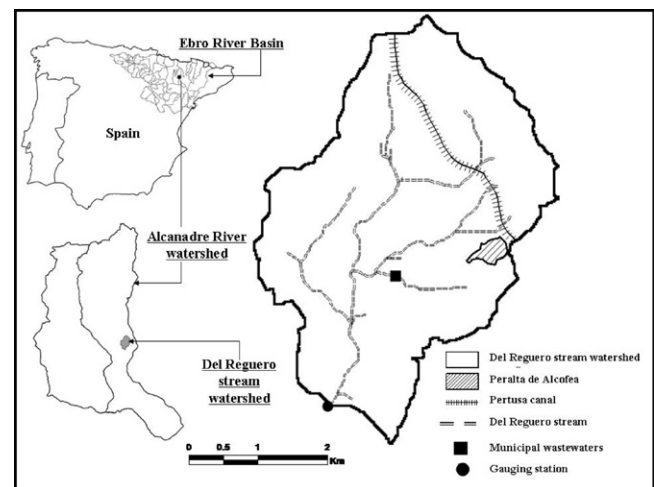 Ebro River Basin
Spain
Alcanadre River
watershed
Del Reguero
stream
watershed
0 0.5 1 2
Km
Del Reguero stream watershed
Peralta de Alcofea
Pertusa canal
Del Reguero stream
Municipal wastewaters
Gauging station